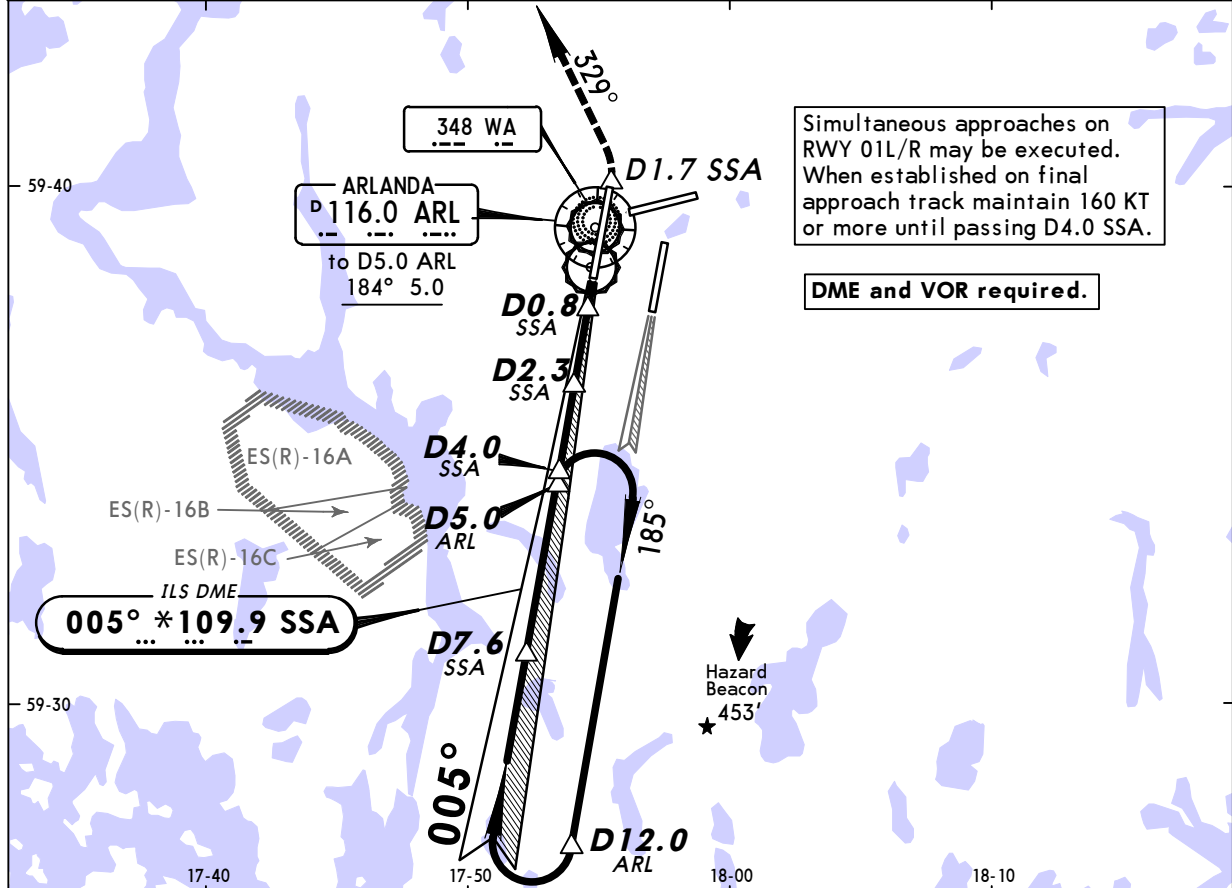 329°
348 WA
D1.7 SSA
Simultaneous approaches on
RWY 01L/R may be executed.
When established on final
approach track maintain 160 KT
or more until passing D4.0 SSA.
59-40
ARLANDA
D 116.0 ARL
to D5.0 ARL
184° 5.0
DME and VOR required.
D0.8
SSA
D2.3
SSA
D4.0
SSA
ES(R)-16A
ES(R)-16B
D5.0
ARL
185°
ES(R)-16C
ILS DME
005° *109.9 SSA
D7.6
SSA
Hazard
Beacon
453'
59-30
005°
D12.0
ARL
17-40
17-50
18-00
18-10